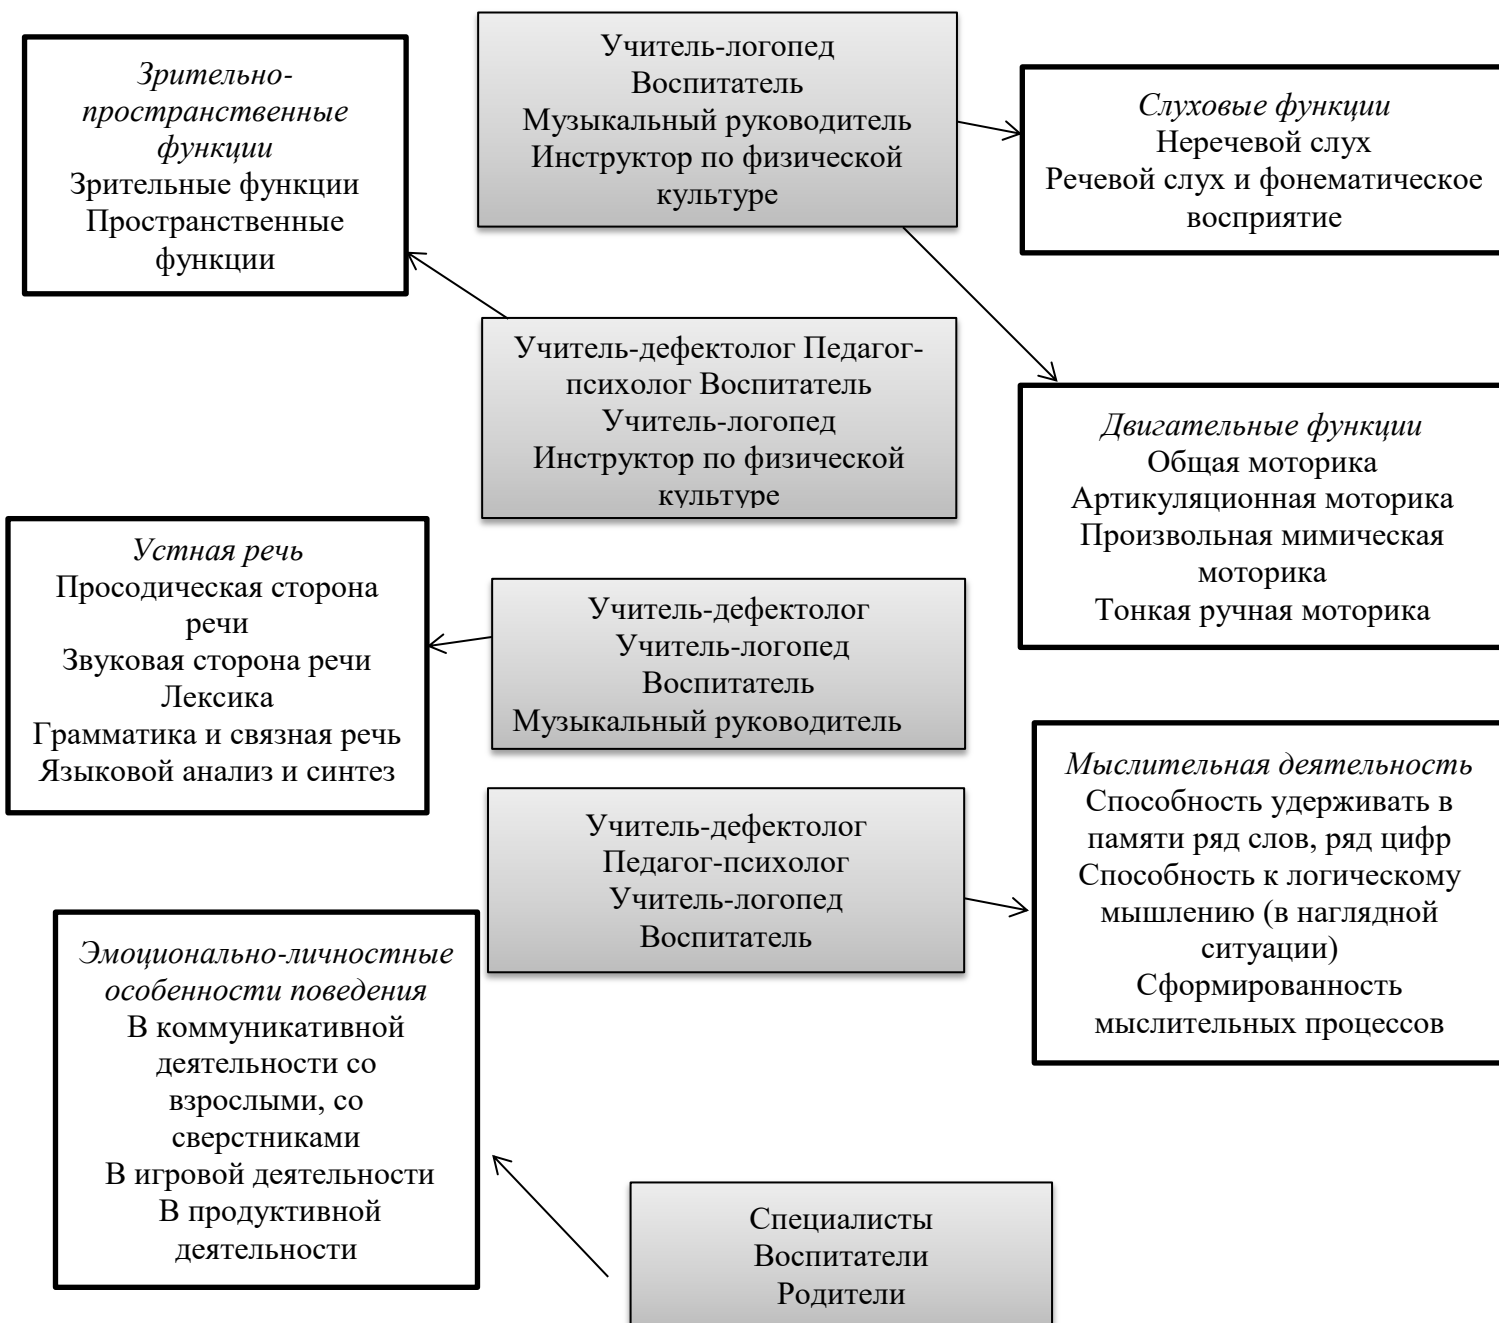 Учитель-логопед
Воспитатель
Музыкальный руководитель
Инструктор по физической
культуре
Зрительно-
пространственные
функции
Зрительные функции
Пространственные
функции
Слуховые функции
Неречевой слух
Речевой слух и фонематическое
восприятие
Учитель-дефектолог Педагог-
психолог Воспитатель
Учитель-логопед
Инструктор по физической
культуре
Двигательные функции
Общая моторика
Артикуляционная моторика
Произвольная мимическая
моторика
Тонкая ручная моторика
Устная речь
Просодическая сторона
речи
Звуковая сторона речи
Лексика
Грамматика и связная речь
Языковой анализ и синтез
Учитель-дефектолог
Учитель-логопед
Воспитатель
Музыкальный руководитель
Мыслительная деятельность
Способность удерживать в
памяти ряд слов, ряд цифр
Способность к логическому
мышлению (в наглядной
ситуации)
Сформированность
мыслительных процессов
Учитель-дефектолог
Педагог-психолог
Учитель-логопед
Воспитатель
Эмоционально-личностные
особенности поведения
В коммуникативной
деятельности со
взрослыми, со
сверстниками
В игровой деятельности
В продуктивной
деятельности
Специалисты
Воспитатели
Родители